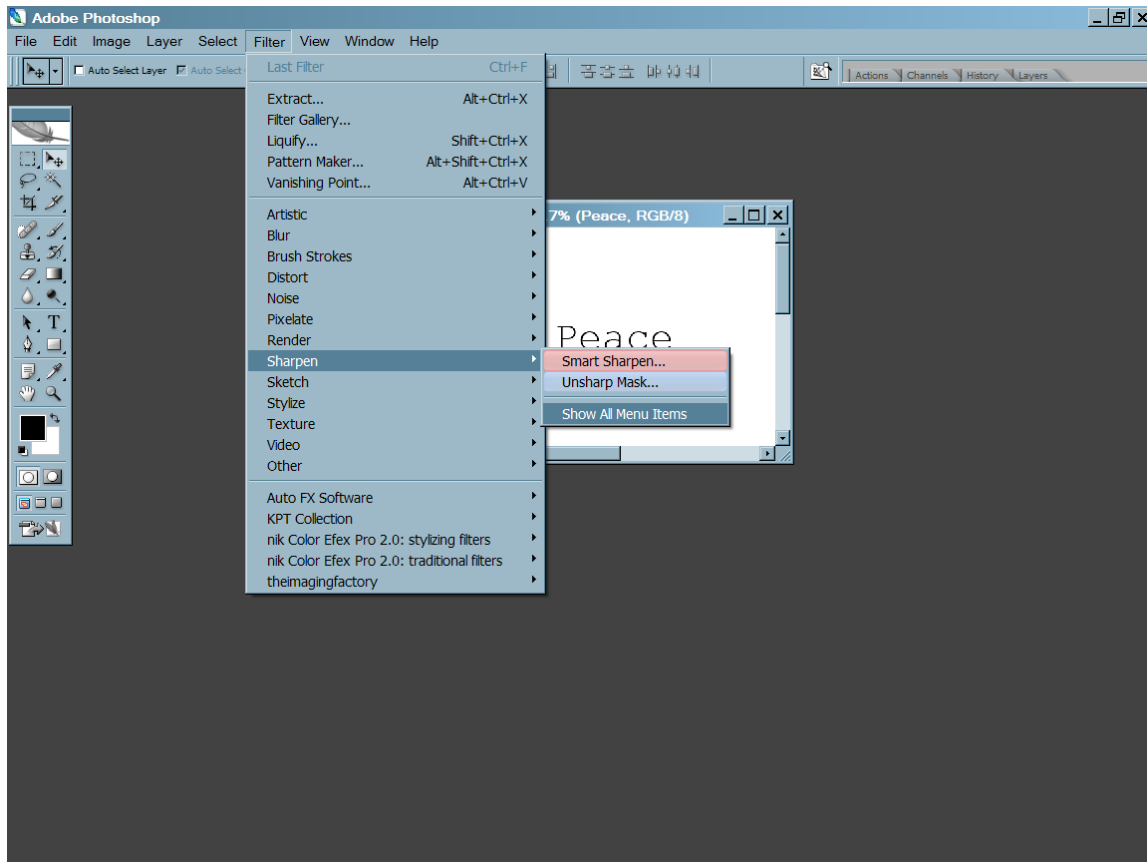 Adobe Photoshop
File Edit Image Layer Select Filter View Window Help
Auto Select Layer Auto Select
Actions Channels History Layers
Last Filter Ctrl+F
Extract... Alt+Ctrl+X
Filter Gallery...
Liquify... Shift+Ctrl+X
Pattern Maker... Alt+Shift+Ctrl+X
Vanishing Point... Alt+Ctrl+V
Artistic
Blur
Brush Strokes
Distort
Noise
Pixelate
Render
Sharpen
Sketch
Stylize
Texture
Video
Other
Auto FX Software
KPT Collection
nik Color Efex Pro 2.0: stylizing filters
nik Color Efex Pro 2.0: traditional filters
theimagingfactory
7% (Peace, RGB/8)
Peace
Smart Sharpen...
Unsharp Mask...
Show All Menu Items